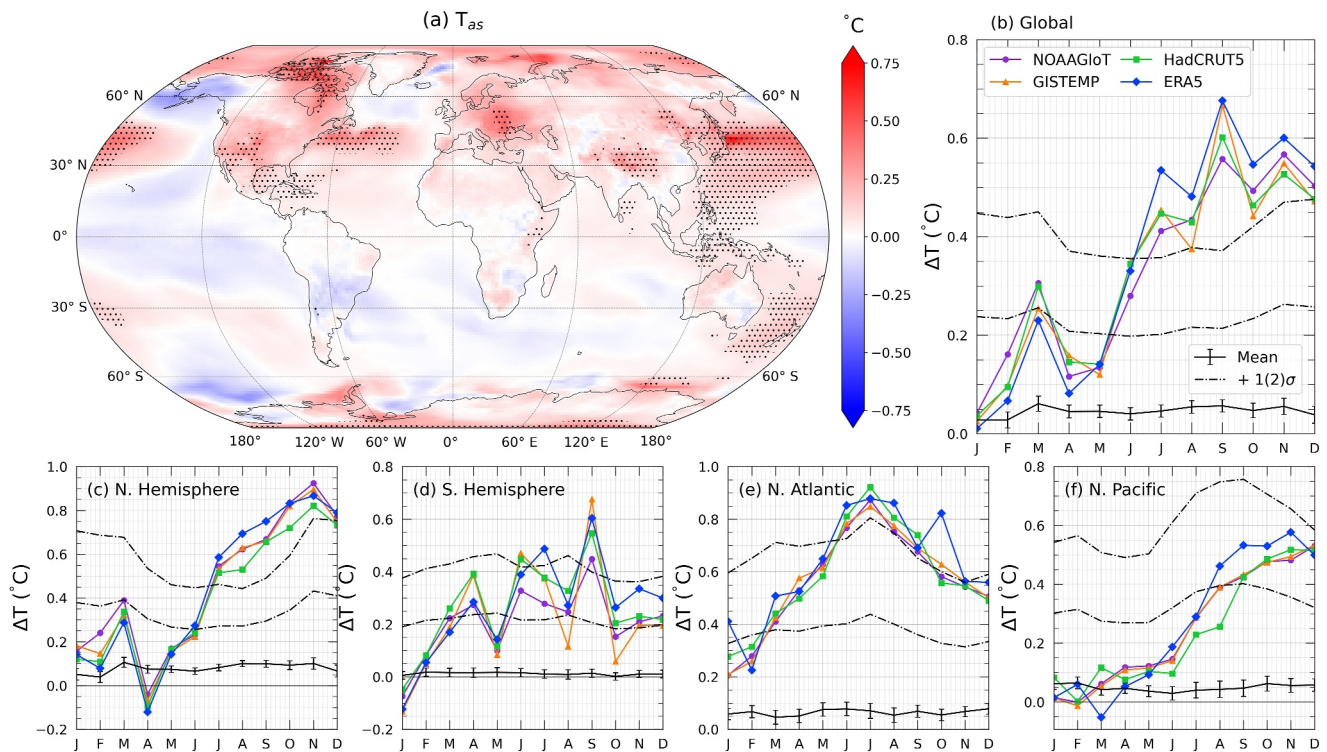 (a) T_as
°C
0.75
0.50
0.25
0.00
−0.25
−0.50
−0.75
60° N
30° N
0°
30° S
60° S
60° N
30° N
0°
30° S
60° S
180° 120° W 60° W 0° 60° E 120° E 180°
(b) Global
NOAAGloT
GISTEMP
HadCRUT5
ERA5
Mean
+ 1(2)σ
ΔT (°C)
0.8
0.6
0.4
0.2
0.0
J F M A M J J A S O N D
(c) N. Hemisphere
ΔT (°C)
1.0
0.8
0.6
0.4
0.2
0.0
−0.2
J F M A M J J A S O N D
(d) S. Hemisphere
ΔT (°C)
0.8
0.6
0.4
0.2
0.0
−0.2
J F M A M J J A S O N D
(e) N. Atlantic
ΔT (°C)
1.0
0.8
0.6
0.4
0.2
0.0
J F M A M J J A S O N D
(f) N. Pacific
ΔT (°C)
0.8
0.6
0.4
0.2
0.0
J F M A M J J A S O N D